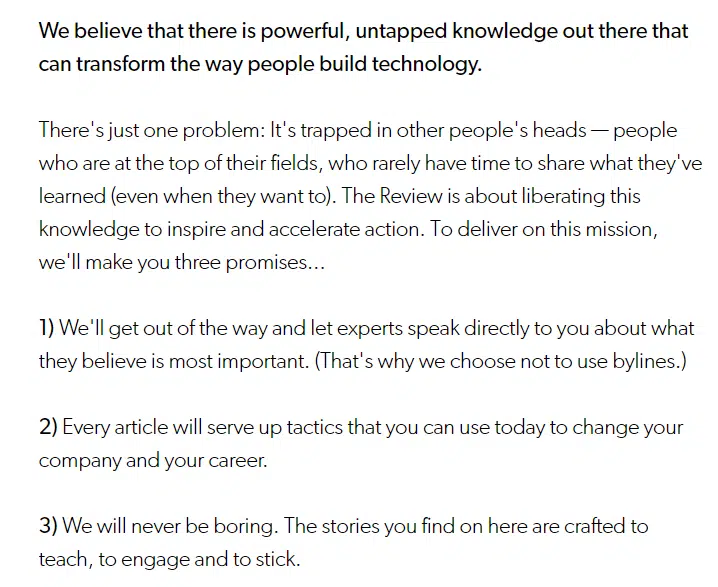 We believe that there is powerful, untapped knowledge out there that
can transform the way people build technology.
There's just one problem: It's trapped in other people's heads — people
who are at the top of their fields, who rarely have time to share what they've
learned (even when they want to). The Review is about liberating this
knowledge to inspire and accelerate action. To deliver on this mission,
we'll make you three promises...
1) We'll get out of the way and let experts speak directly to you about what
they believe is most important. (That's why we choose not to use bylines.)
2) Every article will serve up tactics that you can use today to change your
company and your career.
3) We will never be boring. The stories you find on here are crafted to
teach, to engage and to stick.